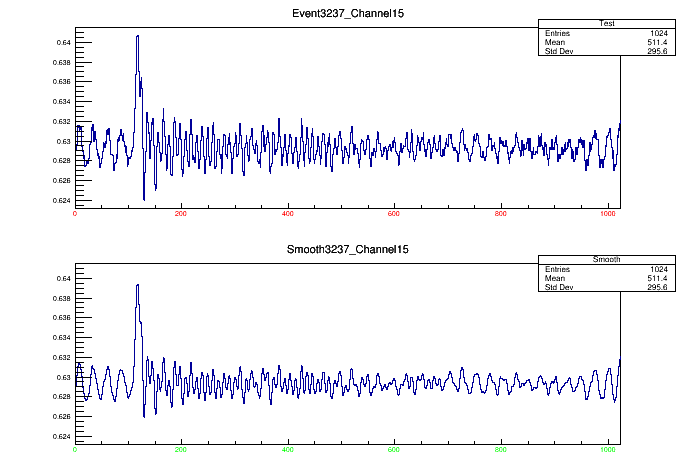 Event3237_Channel15
Test
Entries 1024
Mean 511.4
Std Dev 295.6
0.64
0.638
0.636
0.634
0.632
0.63
0.628
0.626
0.624
0 200 400 600 800 1000
Smooth3237_Channel15
Smooth
Entries 1024
Mean 511.4
Std Dev 295.6
0.64
0.638
0.636
0.634
0.632
0.63
0.628
0.626
0.624
0 200 400 600 800 1000